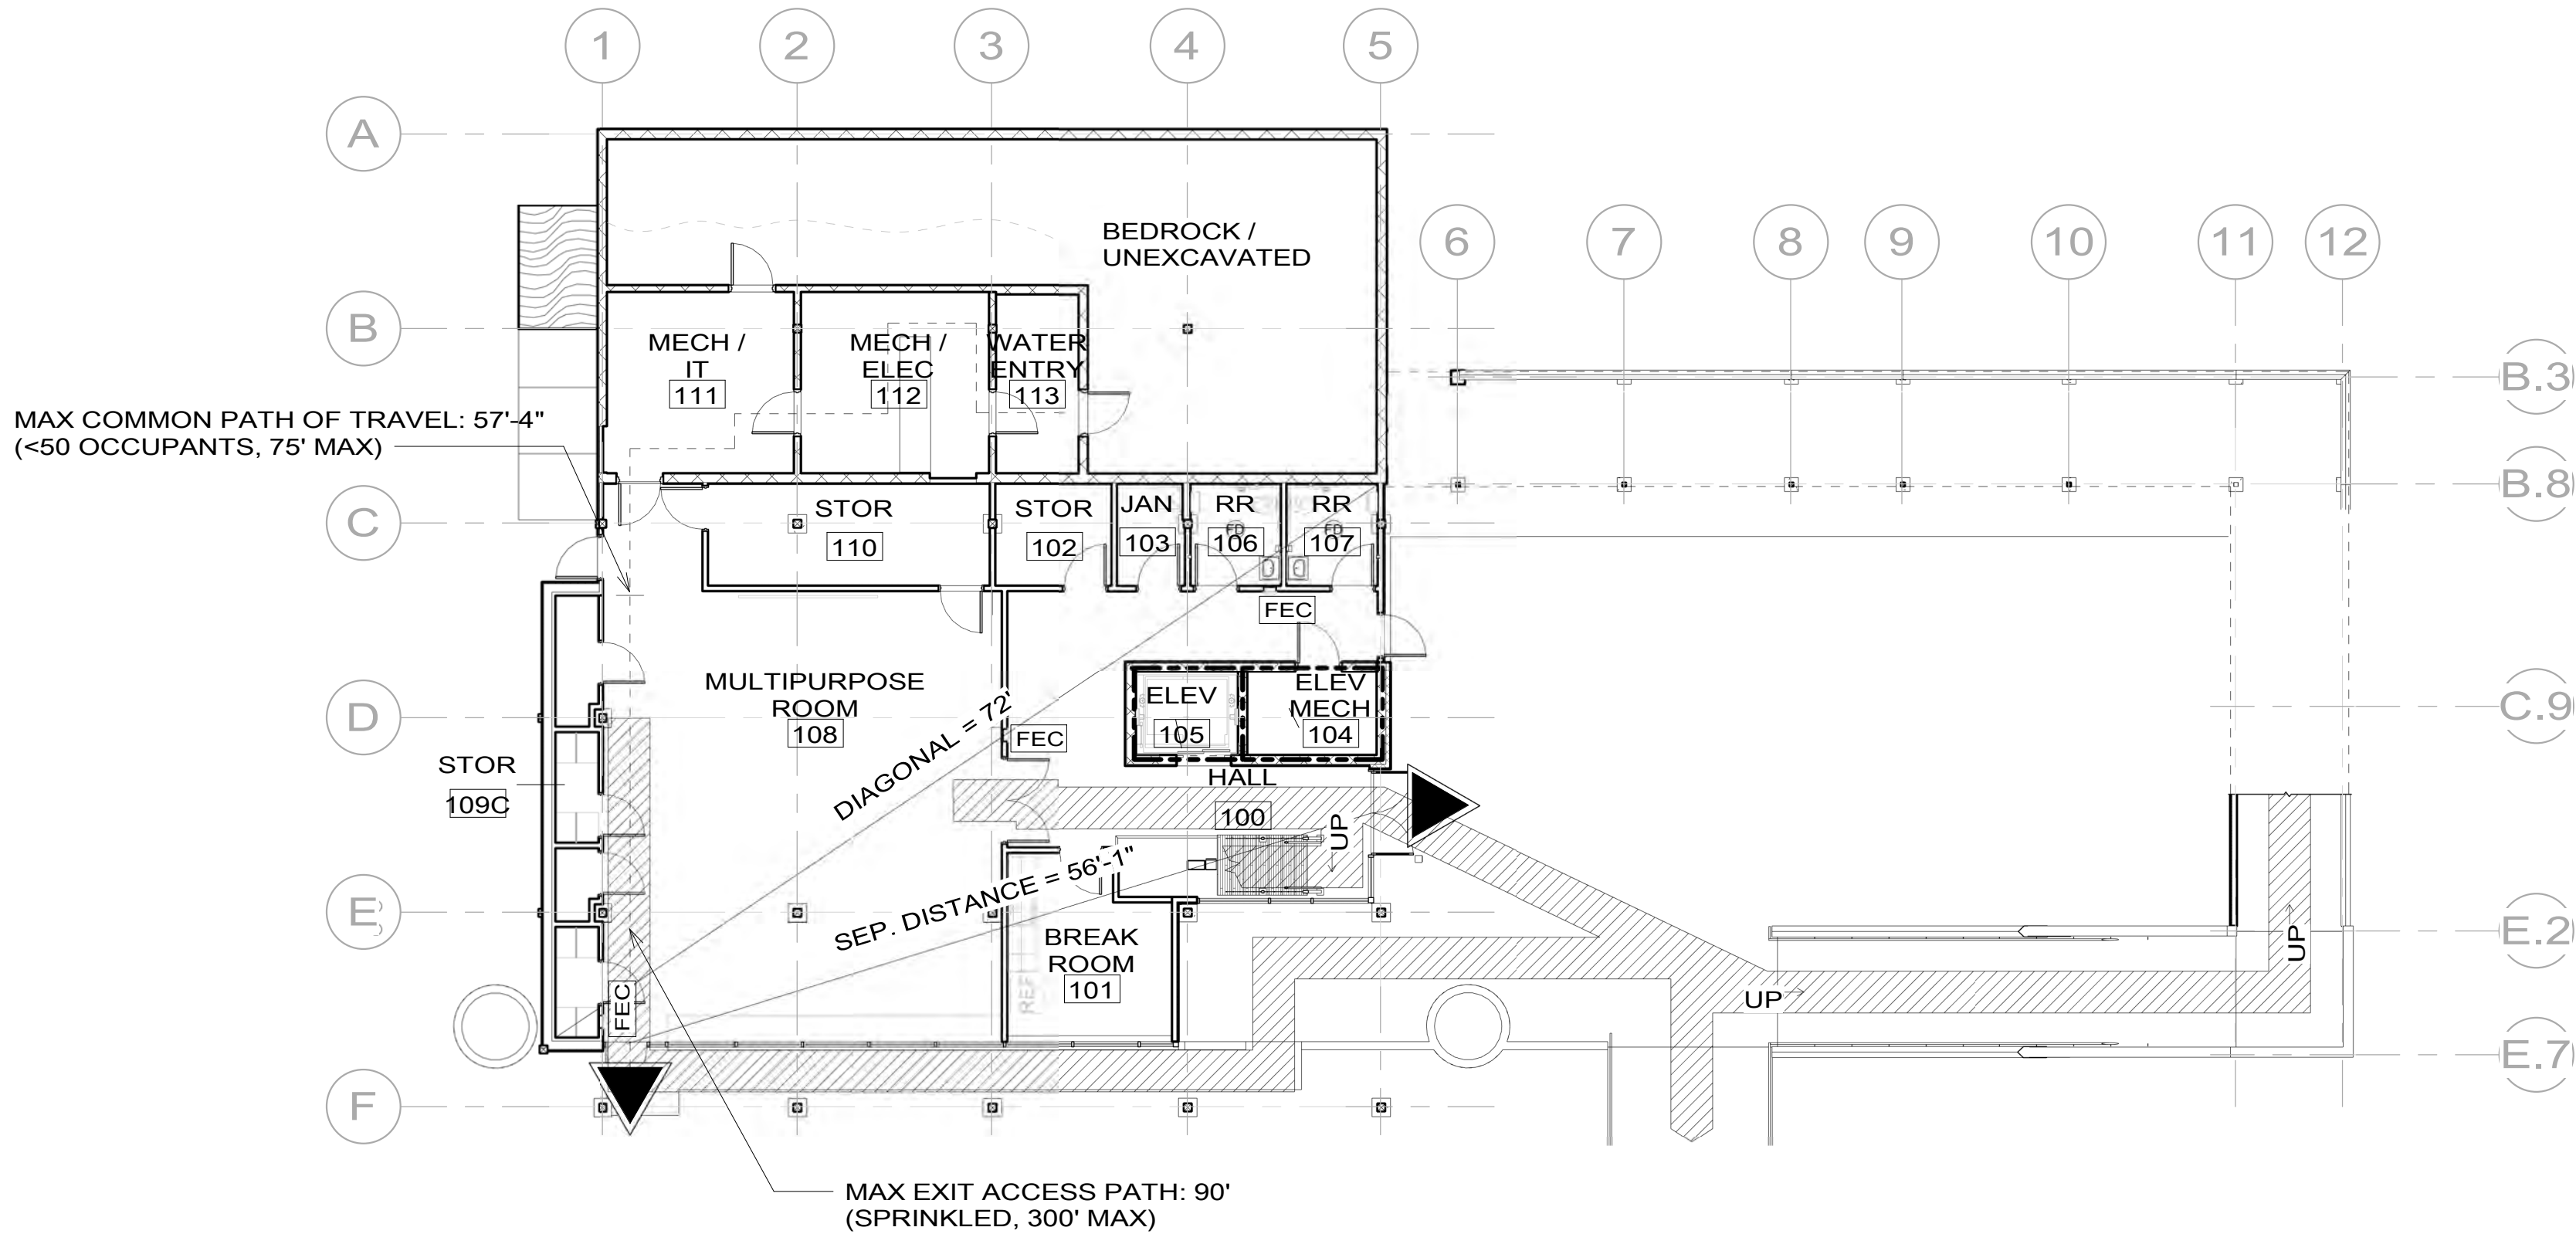 1
2
3
4
5
A
BEDROCK /
UNEXCAVATED
6
7
8
9
10
11
12
B
MECH /
IT
111
MECH /
ELEC
112
WATER
ENTRY
113
B.3
MAX COMMON PATH OF TRAVEL: 57'-4"
(<50 OCCUPANTS, 75' MAX)
B.8
C
STOR
110
STOR
102
JAN
103
RR
FD
106
RR
FD
107
FEC
MULTIPURPOSE
ROOM
108
DIAGONAL = 72'
FEC
ELEV
105
ELEV
MECH
104
D
C.9
STOR
109C
HALL
100
UP
SEP. DISTANCE = 56'-1"
E
BREAK
ROOM
101
REF
FEC
UP
UP
E.2
E.7
F
MAX EXIT ACCESS PATH: 90'
(SPRINKLED, 300' MAX)